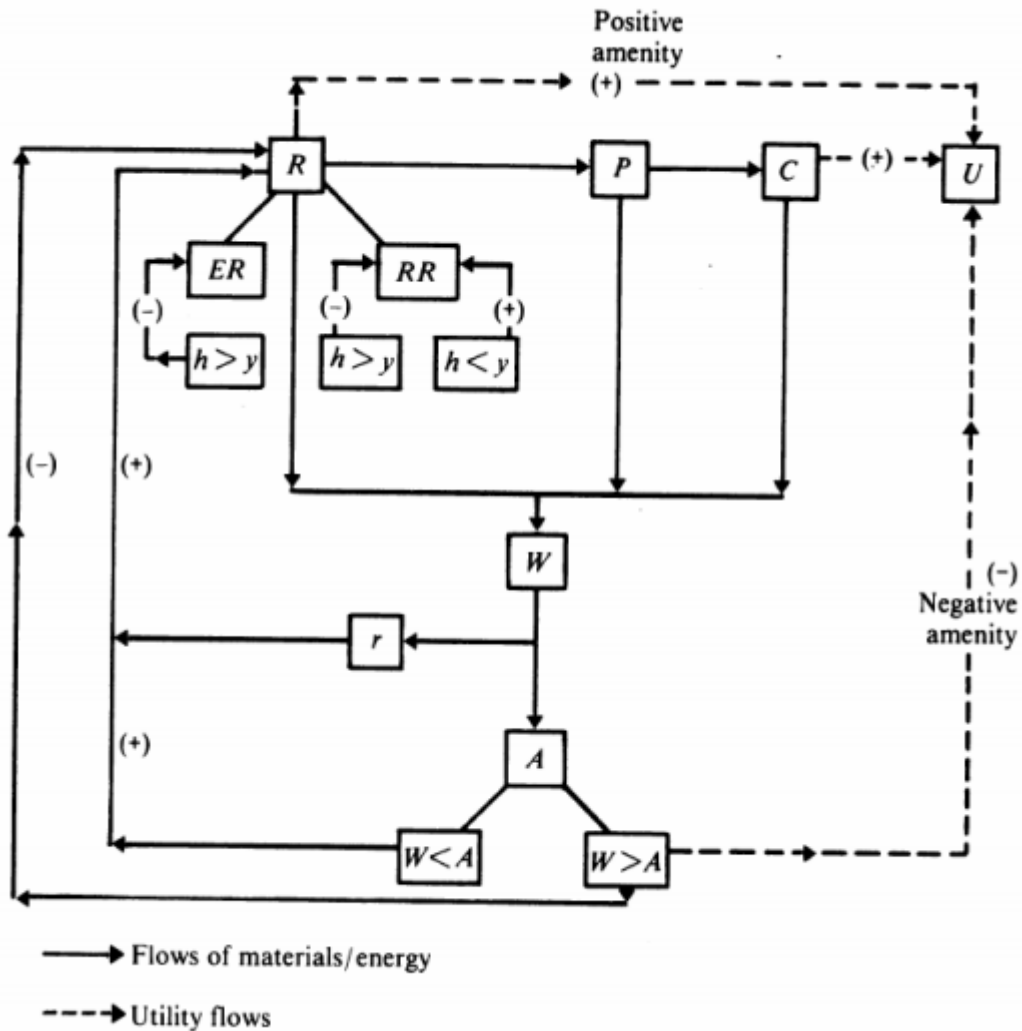 Positive
amenity
(+)
R
P
C
(+)
U
ER
RR
(−)
(−)
(+)
h > y
h > y
h < y
(−)
(+)
W
(−)
Negative
amenity
r
(+)
A
W < A
W > A
Flows of materials/energy
Utility flows